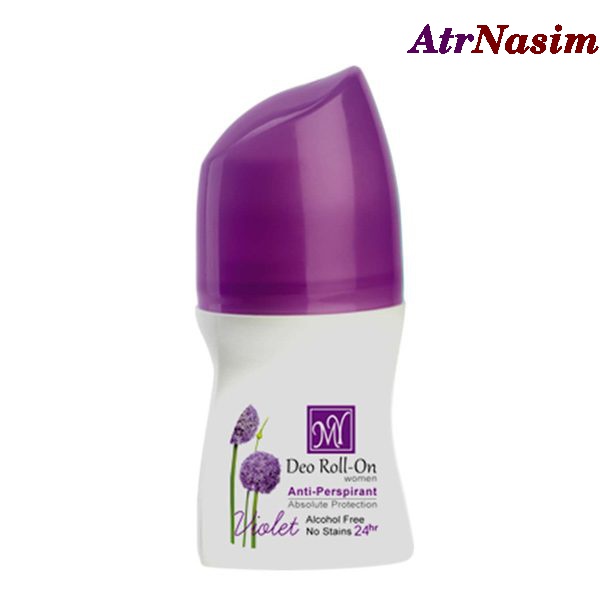 AtrNasim
MY
Deo Roll-On
women
Anti-Perspirant
Absolute Protection
Violet
Alcohol Free
No Stains 24hr